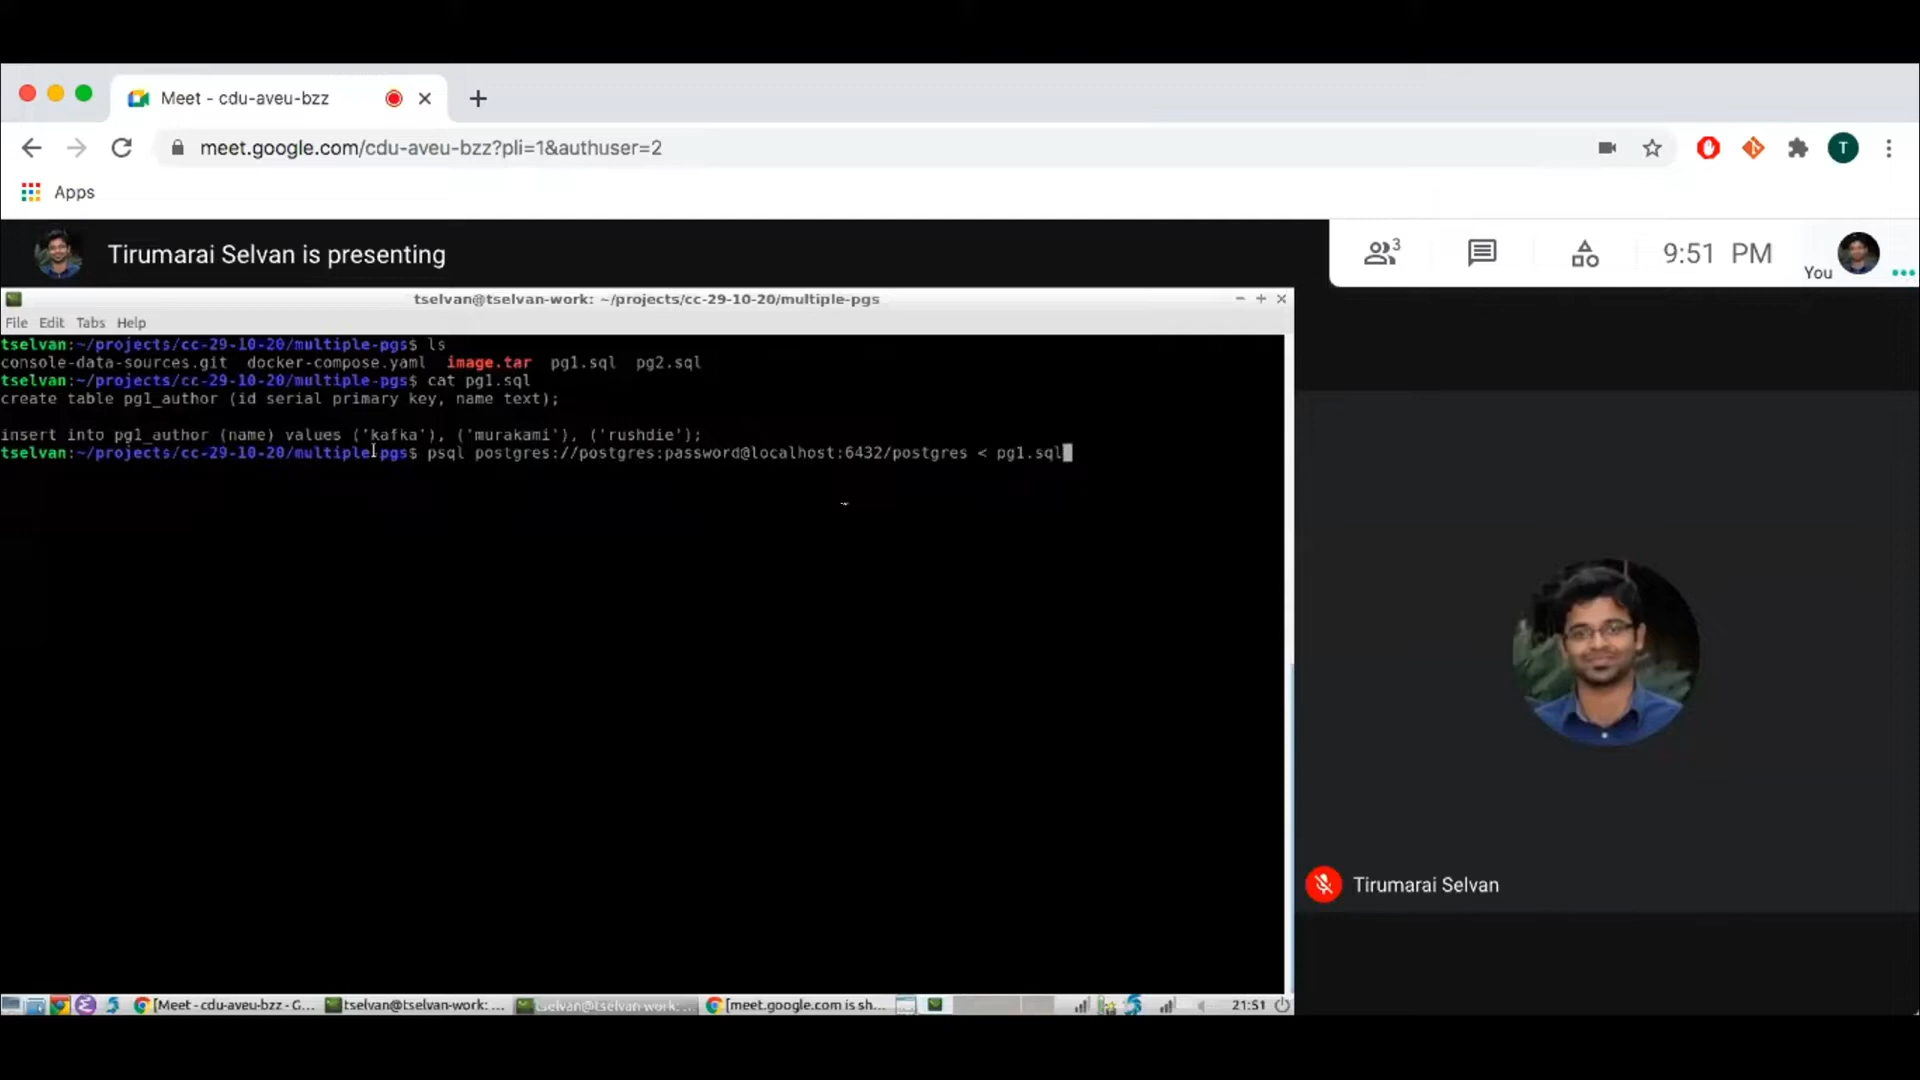 Meet - cdu-aveu-bzz
meet.google.com/cdu-aveu-bzz?pli=1&authuser=2
T
Apps
Tirumarai Selvan is presenting
3
9:51 PM
You
tselvan@tselvan-work: ~/projects/cc-29-10-20/multiple-pgs
File Edit Tabs Help
tselvan:~/projects/cc-29-10-20/multiple-pgs$ ls
console-data-sources.git docker-compose.yaml image.tar pg1.sql pg2.sql
tselvan:~/projects/cc-29-10-20/multiple-pgs$ cat pg1.sql
create table pg1_author (id serial primary key, name text);
insert into pg1_author (name) values ('kafka'), ('murakami'), ('rushdie');
tselvan:~/projects/cc-29-10-20/multiple-pgs$ psql postgres://postgres:password@localhost:6432/postgres < pg1.sql
Tirumarai Selvan
[Meet - cdu-aveu-bzz - G... tselvan@tselvan-work: ... tselvan@tselvan-work: ... [meet.google.com is sh... 21:51